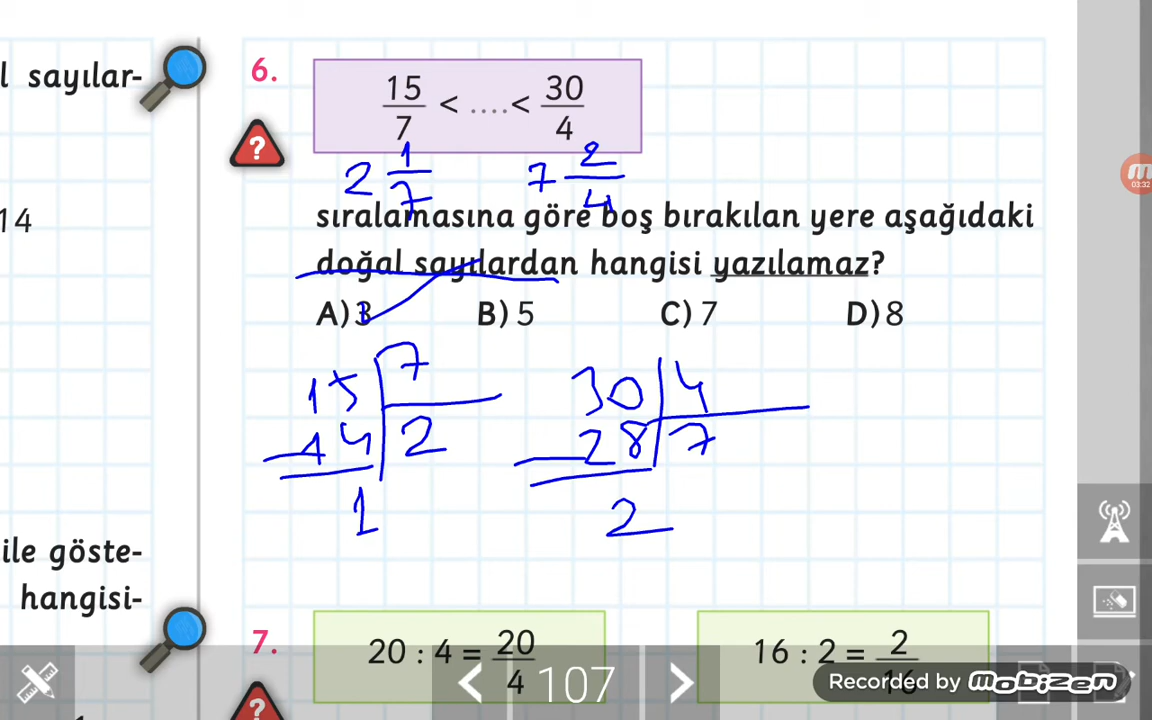 l sayılar-
14
ile göste-
hangisi-
6.
15/7 < .... < 30/4
2 1/7
7 2/4
sıralamasına göre boş bırakılan yere aşağıdaki
doğal sayılardan hangisi yazılamaz?
A) 3 B) 5 C) 7 D) 8
15 7
14 2
1
30 4
28 7
2
7.
20 : 4 = 20/4
16 : 2 = 2/16
107
Recorded by mobizen
03:32